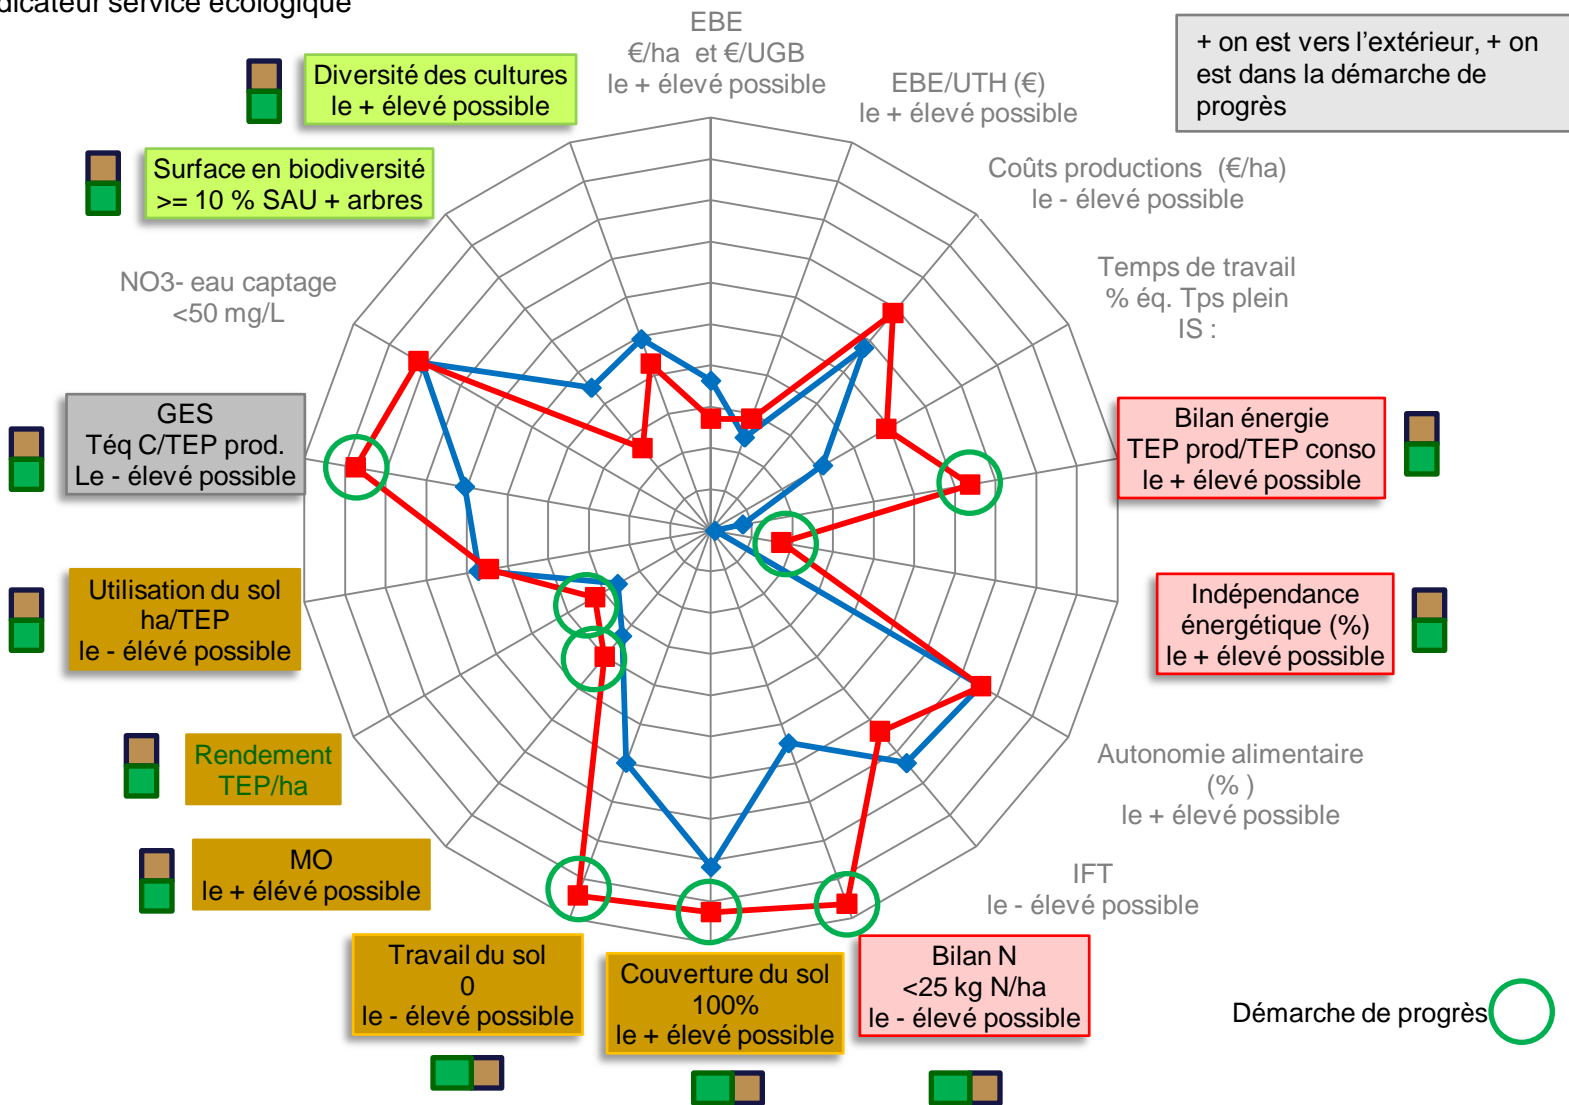 dicateur service écologique
EBE
€/ha et €/UGB
le + élevé possible
EBE/UTH (€)
le + élevé possible
+ on est vers l’extérieur, + on
est dans la démarche de
progrès
Diversité des cultures
le + élevé possible
Surface en biodiversité
>= 10 % SAU + arbres
Coûts productions (€/ha)
le - élevé possible
NO3- eau captage
<50 mg/L
Temps de travail
% éq. Tps plein
IS :
GES
Téq C/TEP prod.
Le - élevé possible
Bilan énergie
TEP prod/TEP conso
le + élevé possible
Utilisation du sol
ha/TEP
le - élévé possible
Indépendance
énergétique (%)
le + élevé possible
Rendement
TEP/ha
Autonomie alimentaire
(% )
le + élevé possible
MO
le + élévé possible
IFT
le - élevé possible
Travail du sol
0
le - élevé possible
Couverture du sol
100%
le + élevé possible
Bilan N
<25 kg N/ha
le - élevé possible
Démarche de progrès